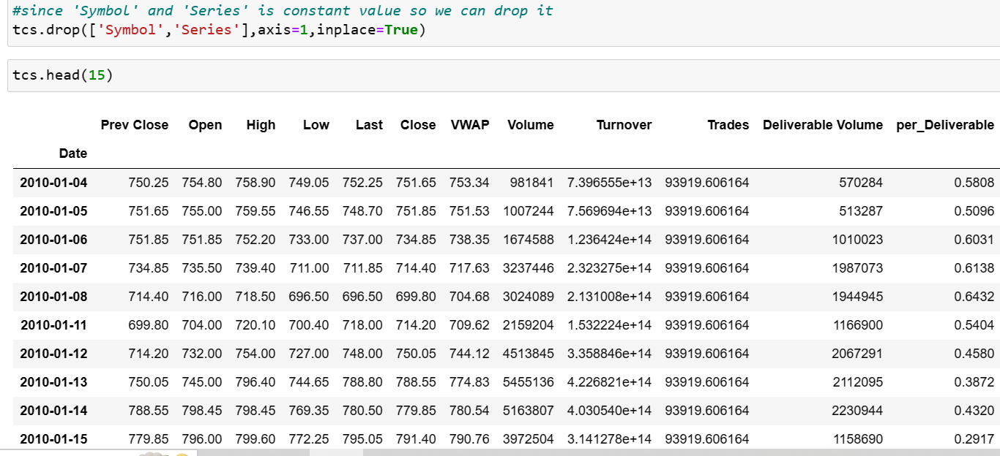 #since 'Symbol' and 'Series' is constant value so we can drop it
tcs.drop(['Symbol','Series'],axis=1,inplace=True)
tcs.head(15)
Prev Close Open High Low Last Close VWAP Volume Turnover Trades Deliverable Volume per_Deliverable
Date
2010-01-04 750.25 754.80 758.90 749.05 752.25 751.65 753.34 981841 7.396555e+13 93919.606164 570284 0.5808
2010-01-05 751.65 755.00 759.55 746.55 748.70 751.85 751.53 1007244 7.569694e+13 93919.606164 513287 0.5096
2010-01-06 751.85 751.85 752.20 733.00 737.00 734.85 738.35 1674588 1.236424e+14 93919.606164 1010023 0.6031
2010-01-07 734.85 735.50 739.40 711.00 711.85 714.40 717.63 3237446 2.323275e+14 93919.606164 1987073 0.6138
2010-01-08 714.40 716.00 718.50 696.50 696.50 699.80 704.68 3024089 2.131008e+14 93919.606164 1944945 0.6432
2010-01-11 699.80 704.00 720.10 700.40 718.00 714.20 709.62 2159204 1.532224e+14 93919.606164 1166900 0.5404
2010-01-12 714.20 732.00 754.00 727.00 748.00 750.05 744.12 4513845 3.358846e+14 93919.606164 2067291 0.4580
2010-01-13 750.05 745.00 796.40 744.65 788.80 788.55 774.83 5455136 4.226821e+14 93919.606164 2112095 0.3872
2010-01-14 788.55 798.45 798.45 769.35 780.50 779.85 780.54 5163807 4.030540e+14 93919.606164 2230944 0.4320
2010-01-15 779.85 796.00 799.60 772.25 795.05 791.40 790.76 3972504 3.141278e+14 93919.606164 1158690 0.2917